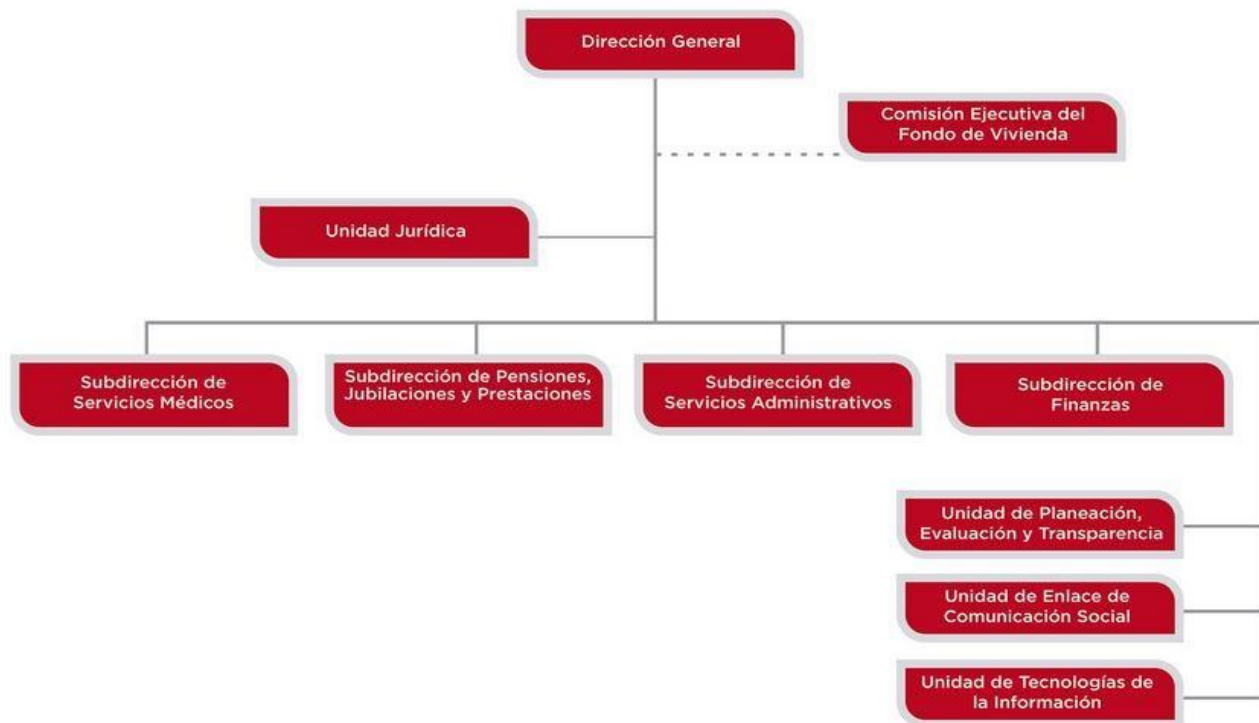 Dirección General
Comisión Ejecutiva del
Fondo de Vivienda
Unidad Jurídica
Subdirección de
Servicios Médicos
Subdirección de Pensiones,
Jubilaciones y Prestaciones
Subdirección de
Servicios Administrativos
Subdirección de
Finanzas
Unidad de Planeación,
Evaluación y Transparencia
Unidad de Enlace de
Comunicación Social
Unidad de Tecnologías de
la Información